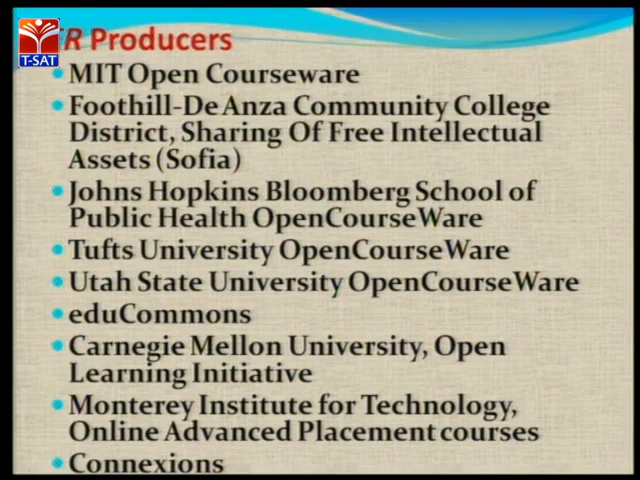 R Producers
T-SAT
MIT Open Courseware
Foothill-De Anza Community College
District, Sharing Of Free Intellectual
Assets (Sofia)
Johns Hopkins Bloomberg School of
Public Health OpenCourseWare
Tufts University OpenCourseWare
Utah State University OpenCourseWare
eduCommons
Carnegie Mellon University, Open
Learning Initiative
Monterey Institute for Technology,
Online Advanced Placement courses
Connexions